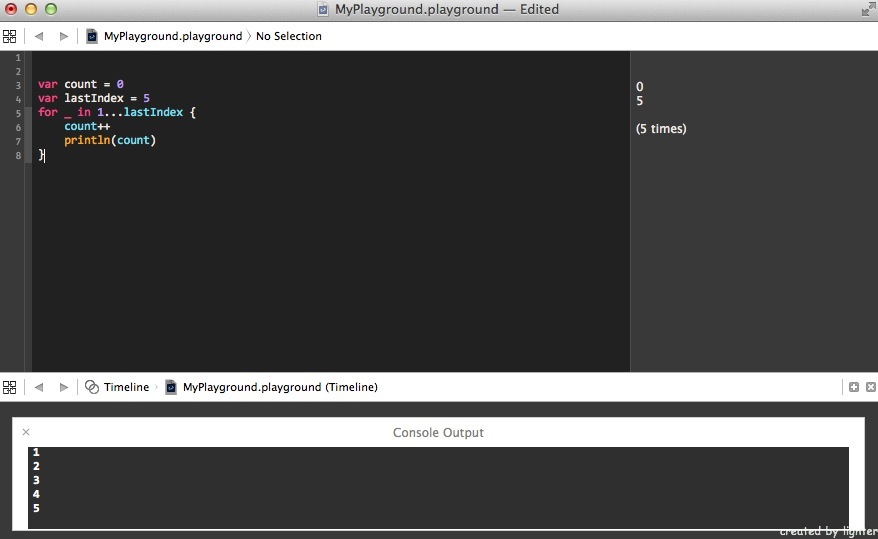 MyPlayground.playground — Edited
MyPlayground.playground 〉 No Selection
1
2
3 var count = 0
4 var lastIndex = 5
5 for _ in 1...lastIndex {
6 count++
7 println(count)
8 }
0
5
(5 times)
Timeline 〉 MyPlayground.playground (Timeline)
Console Output
1
2
3
4
5
created by lighter